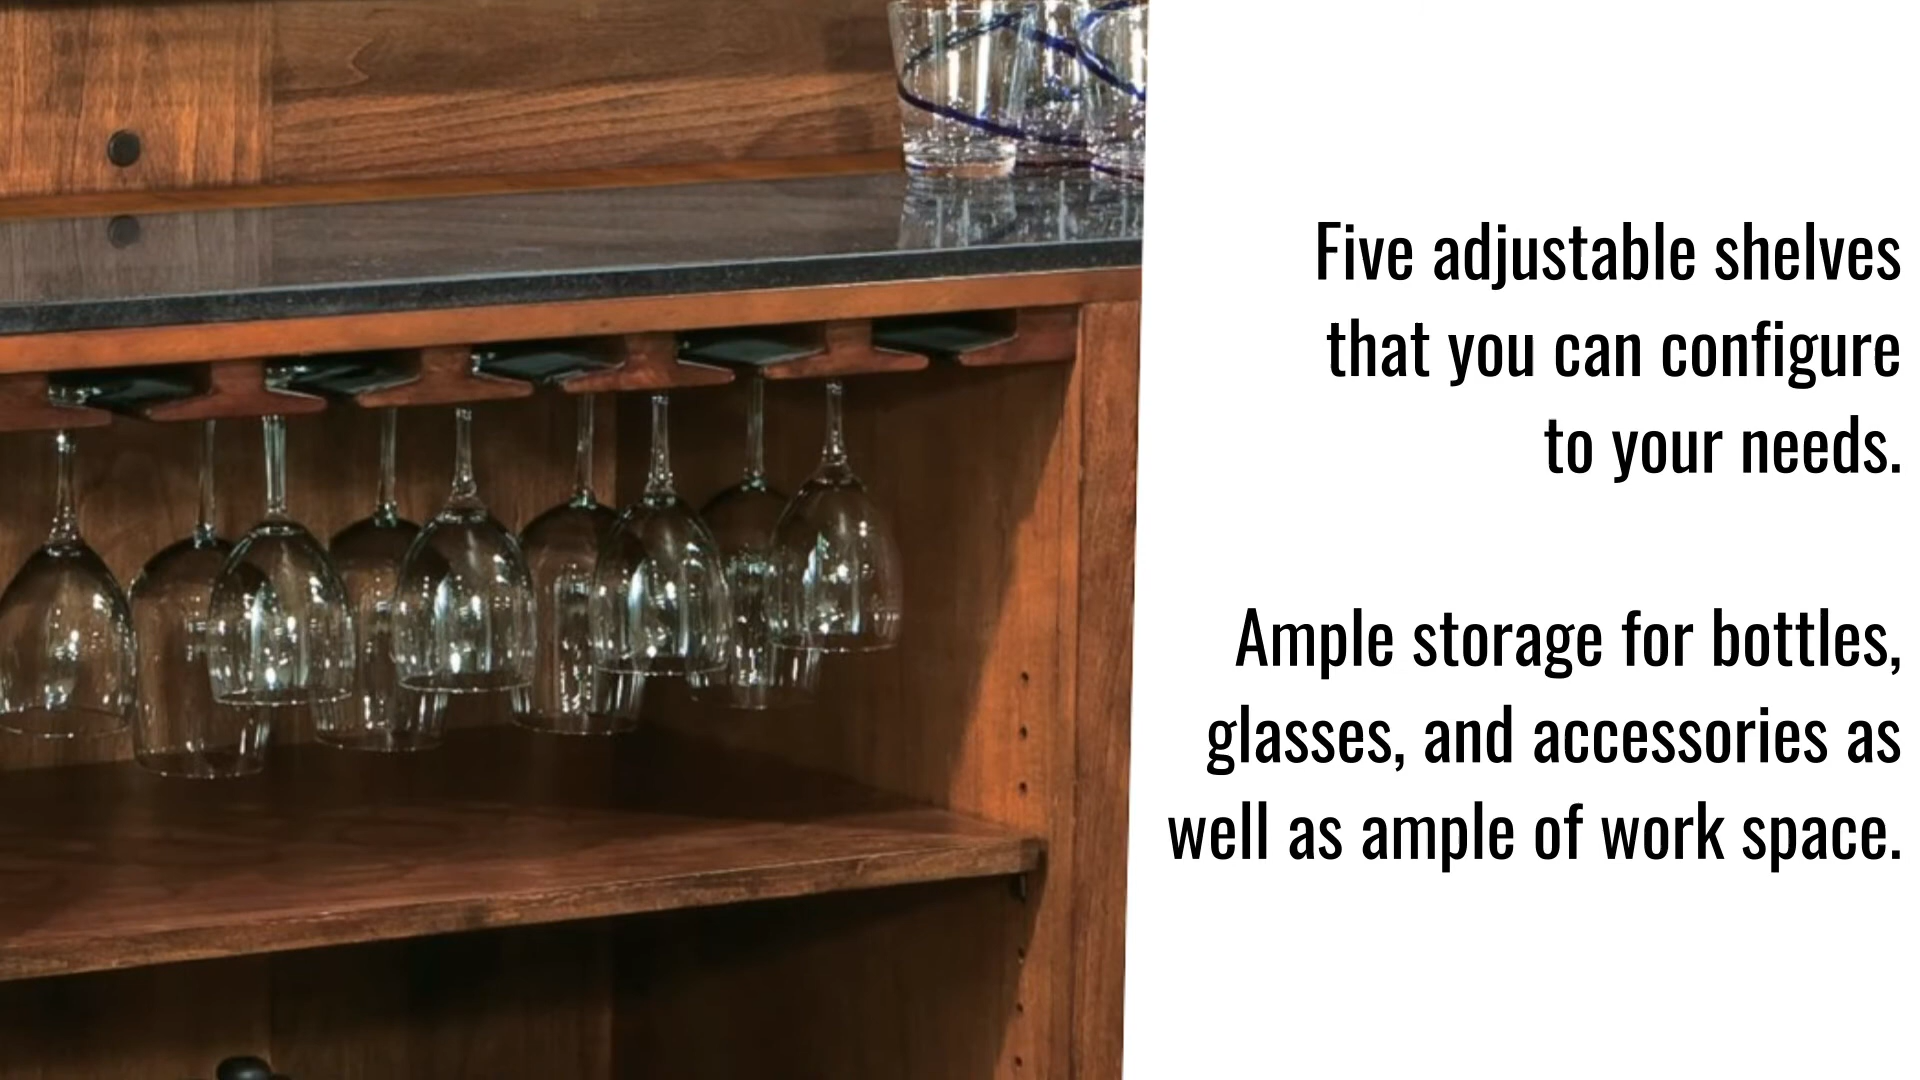 Five adjustable shelves
that you can configure
to your needs.
Ample storage for bottles,
glasses, and accessories as
well as ample of work space.